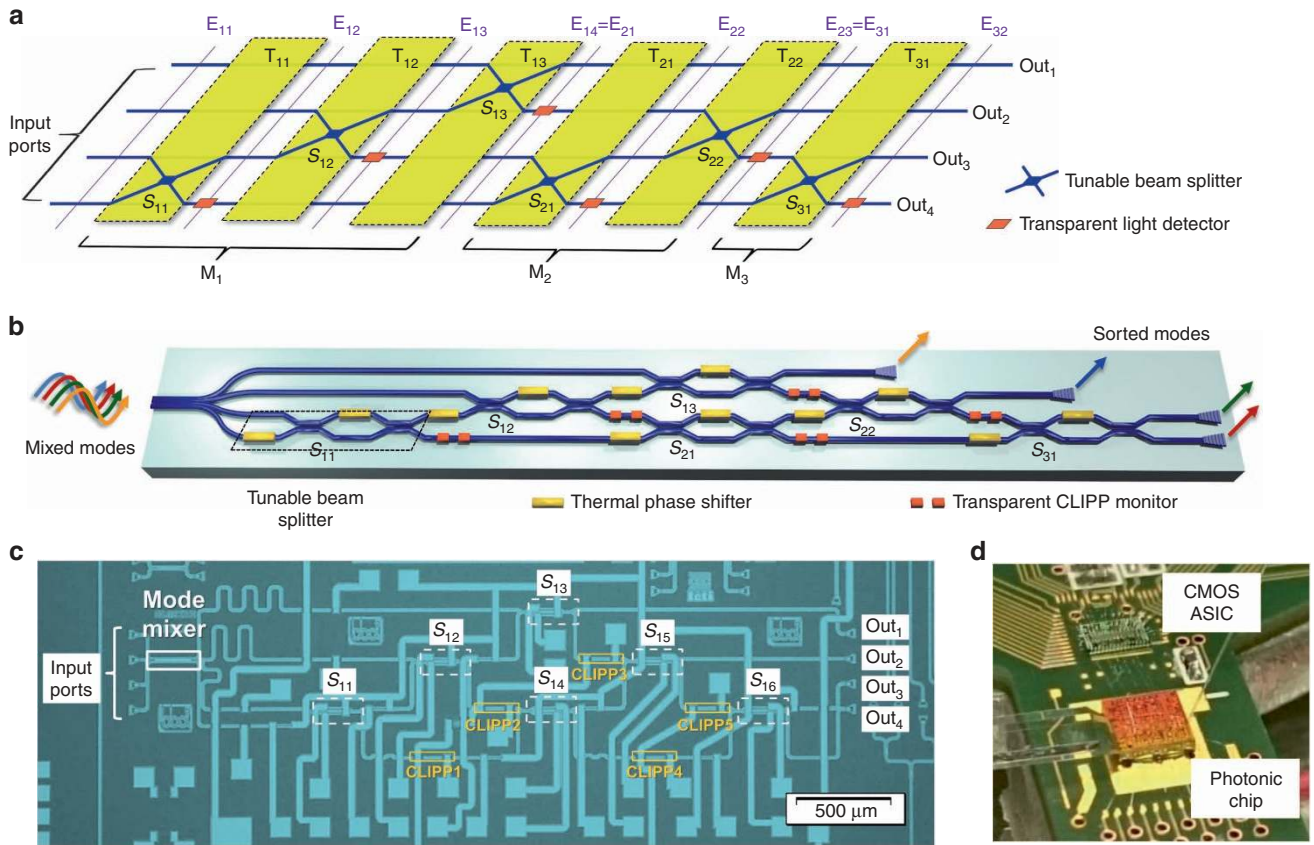 a
E11 E12 E13 E14=E21 E22 E23=E31 E32
T11 T12 T13 T21 T22 T31
Out1
Out2
Out3
Out4
Input
ports
S11 S12 S13 S21 S22 S31
M1 M2 M3
Tunable beam splitter
Transparent light detector
b
Mixed modes
Sorted modes
S11 S12 S13 S21 S22 S31
Tunable beam
splitter
Thermal phase shifter
Transparent CLIPP monitor
c
Mode
mixer
Input
ports
S11 S12 S13 S14 S15 S16
CLIPP1 CLIPP2 CLIPP3 CLIPP4 CLIPP5
Out1
Out2
Out3
Out4
500 μm
d
CMOS
ASIC
Photonic
chip